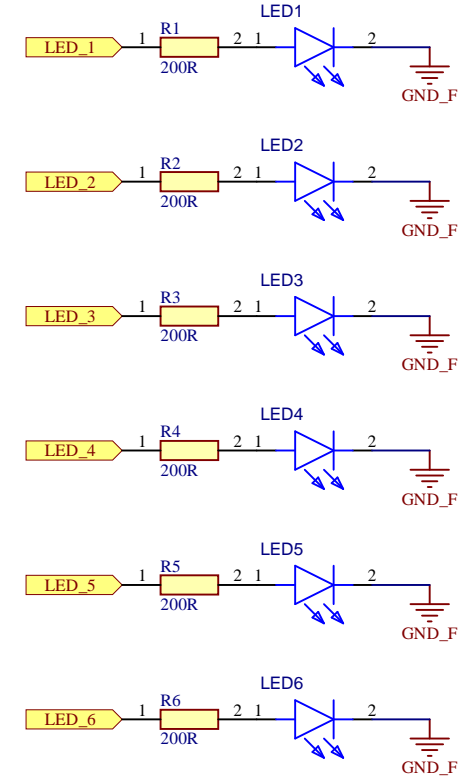 LED1
R1
LED_1 1 2 1 2
200R
GND_F
LED2
R2
LED_2 1 2 1 2
200R
GND_F
LED3
R3
LED_3 1 2 1 2
200R
GND_F
LED4
R4
LED_4 1 2 1 2
200R
GND_F
LED5
R5
LED_5 1 2 1 2
200R
GND_F
LED6
R6
LED_6 1 2 1 2
200R
GND_F